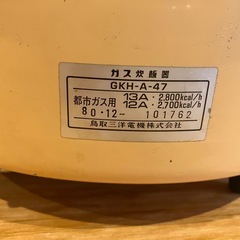 ガス炊飯器
GKH-A-47
都市ガス用 13A・2,800kcal/h
12A・2,700kcal/h
80・12- 101762
鳥取三洋電機株式会社